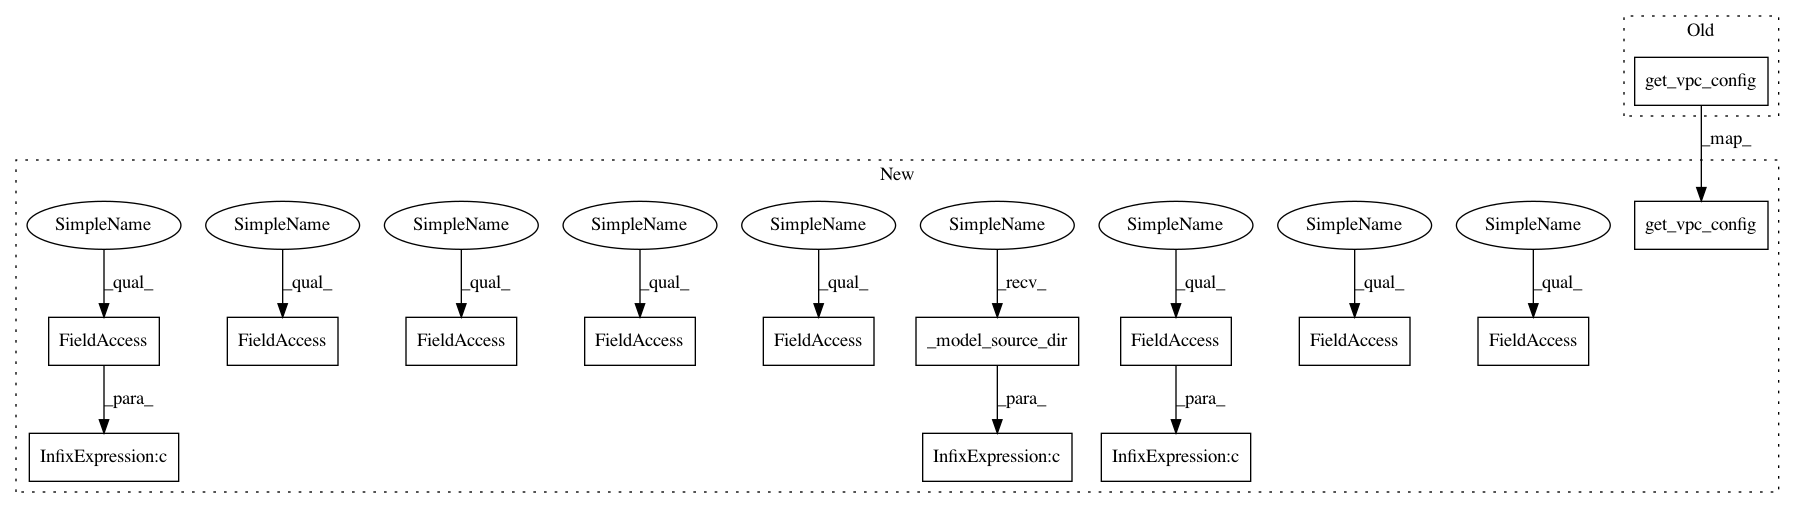 Old
get_vpc_config
_map_
New
SimpleName SimpleName SimpleName SimpleName SimpleName SimpleName SimpleName SimpleName SimpleName get_vpc_config
_qual_ _qual_ _qual_ _qual_ _qual_ _recv_ _qual_ _qual_ _qual_
FieldAccess FieldAccess FieldAccess FieldAccess FieldAccess _model_source_dir FieldAccess FieldAccess FieldAccess
_para_ _para_ _para_
InfixExpression:c InfixExpression:c InfixExpression:c